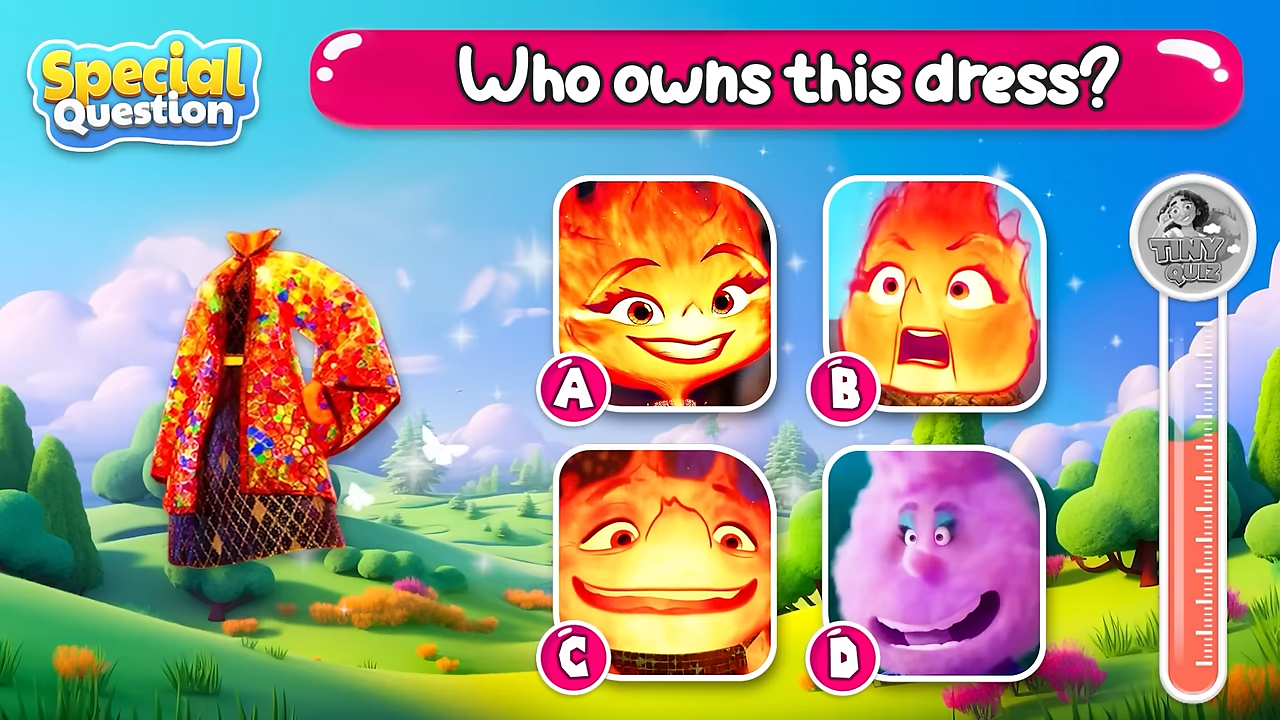 Special
Question
Who owns this dress?
A
B
TINY
QUIZ
C
D